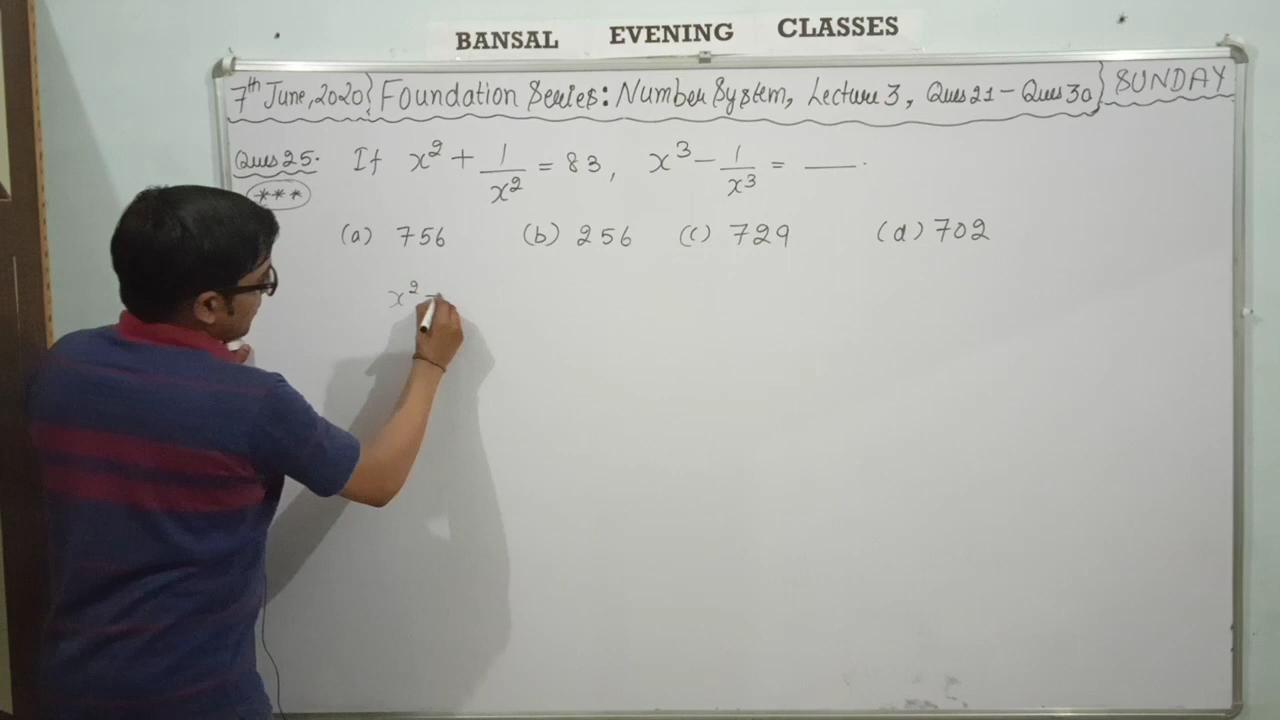 BANSAL EVENING CLASSES
7th June, 2020} Foundation Series: Number System, Lecture 3, Ques 21 - Ques 30} SUNDAY
Ques 25. If x² + 1/x² = 83, x³ - 1/x³ = ___.
***
(a) 756 (b) 256 (c) 729 (d) 702
x² -